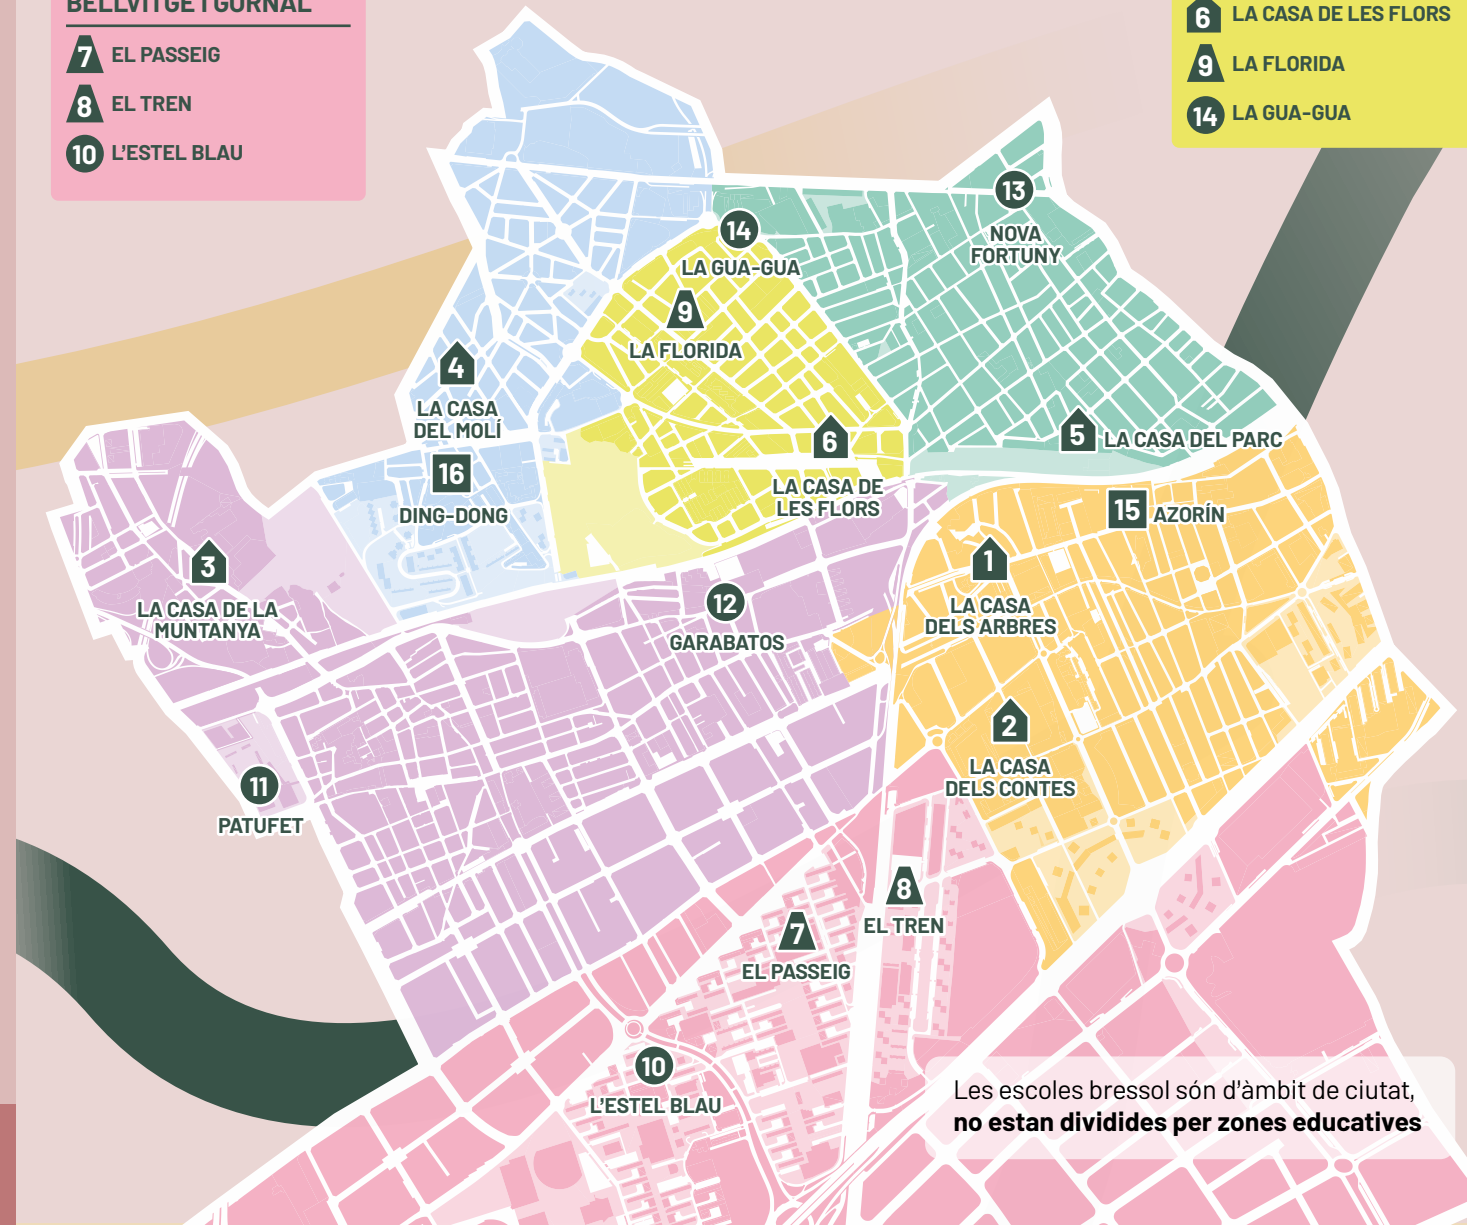 BELLVITGE I GORNAL
7 EL PASSEIG
8 EL TREN
10 L'ESTEL BLAU
6 LA CASA DE LES FLORS
9 LA FLORIDA
14 LA GUA-GUA
13
NOVA
FORTUNY
14
LA GUA-GUA
9
LA FLORIDA
4
LA CASA
DEL MOLÍ
16
DING-DONG
6
LA CASA DE
LES FLORS
5 LA CASA DEL PARC
15 AZORÍN
3
LA CASA DE LA
MUNTANYA
1
LA CASA
DELS ARBRES
12
GARABATOS
2
LA CASA
DELS CONTES
11
PATUFET
8
EL TREN
7
EL PASSEIG
10
L'ESTEL BLAU
Les escoles bressol són d'àmbit de ciutat,
no estan dividides per zones educatives